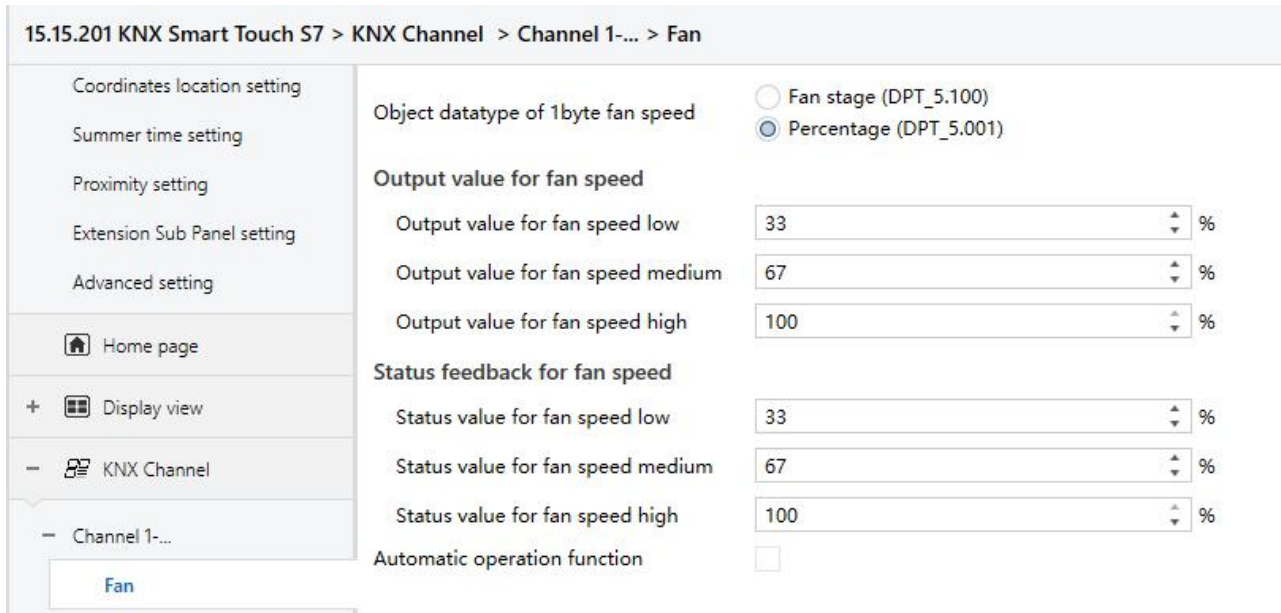 15.15.201 KNX Smart Touch S7 > KNX Channel > Channel 1-... > Fan
Coordinates location setting
Summer time setting
Proximity setting
Extension Sub Panel setting
Advanced setting
Home page
+ Display view
− KNX Channel
− Channel 1-...
Fan
Object datatype of 1byte fan speed
Fan stage (DPT_5.100)
Percentage (DPT_5.001)
Output value for fan speed
Output value for fan speed low 33 %
Output value for fan speed medium 67 %
Output value for fan speed high 100 %
Status feedback for fan speed
Status value for fan speed low 33 %
Status value for fan speed medium 67 %
Status value for fan speed high 100 %
Automatic operation function